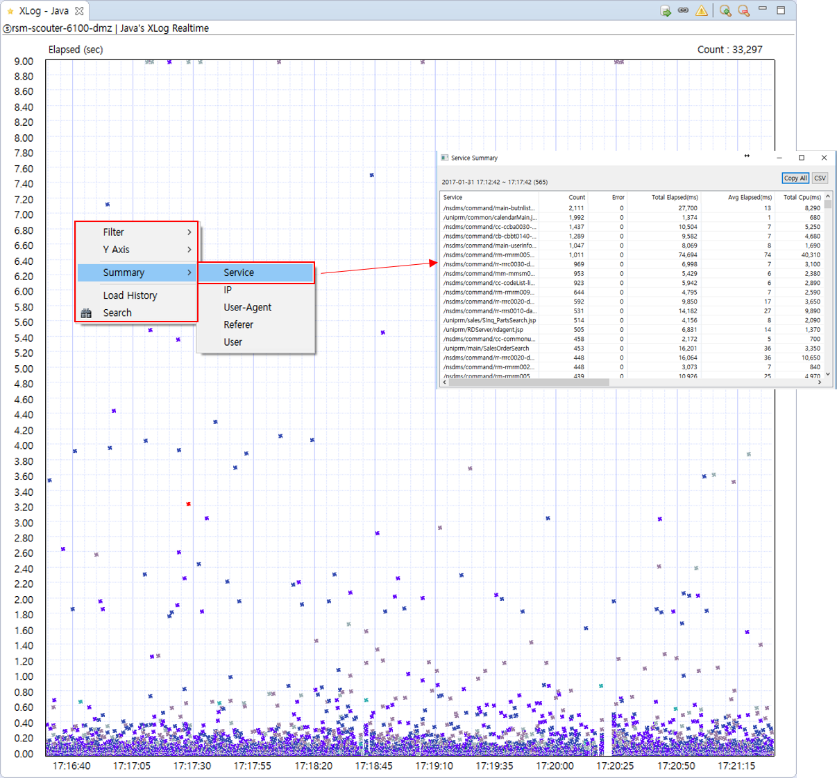 XLog - Java
⑤rsm-scouter-6100-dmz | Java's XLog Realtime
Elapsed (sec)
Count : 33,297
9.00
8.80
8.60
8.40
8.20
8.00
7.80
7.60
7.40
7.20
7.00
6.80
6.60
6.40
6.20
6.00
5.80
5.60
5.40
5.20
5.00
4.80
4.60
4.40
4.20
4.00
3.80
3.60
3.40
3.20
3.00
2.80
2.60
2.40
2.20
2.00
1.80
1.60
1.40
1.20
1.00
0.80
0.60
0.40
0.20
0.00
17:16:40 17:17:05 17:17:30 17:17:55 17:18:20 17:18:45 17:19:10 17:19:35 17:20:00 17:20:25 17:20:50 17:21:15
Filter
Y Axis
Summary
Load History
Search
Service
IP
User-Agent
Referer
User
Service Summary
2017-01-31 17:12:42 ~ 17:17:42 (565)
Copy All CSV
Service Count Error Total Elapsed(ms) Avg Elapsed(ms) Total Cpu(ms)
2,111 0 27,700 13 8,290
/uniprm/common/calendarMain.j... 1,992 0 1,374 1 680
/nsdms/command/cc-ccba0030-... 1,437 0 10,504 7 5,250
/nsdms/command/cb-cbbt0140-... 1,289 0 9,562 7 4,680
/nsdms/command/main-userinfo... 1,047 0 8,069 8 1,690
/nsdms/command/rm-rmrm005... 1,011 0 74,694 74 40,310
/nsdms/command/rr-rrrc0030-d... 969 0 6,998 7 3,100
953 0 5,429 6 2,380
/nsdms/command/cc-codeList-li... 923 0 5,942 6 2,890
/nsdms/command/rm-rmrm009... 644 0 4,795 7 2,590
/nsdms/command/rr-rrrc0020-d... 592 0 9,850 17 3,650
/nsdms/command/rr-rrrs0010-da... 531 0 14,182 27 9,890
/uniprm/sales/Sinq_PartsSearch.jsp 514 0 4,156 8 2,090
/uniprm/RDServer/rdagent.jsp 505 0 6,831 14 1,370
/nsdms/command/cc-commonu... 458 0 2,172 5 700
/uniprm/main/SalesOrderSearch 453 0 16,201 36 3,350
/nsdms/command/rr-rrrc0020-d... 448 0 16,064 36 10,650
/nsdms/command/rm-rmrm002... 448 0 3,073 7 840
/nsdms/command/rm-rmrm005... 439 0 10,926 25 4,970